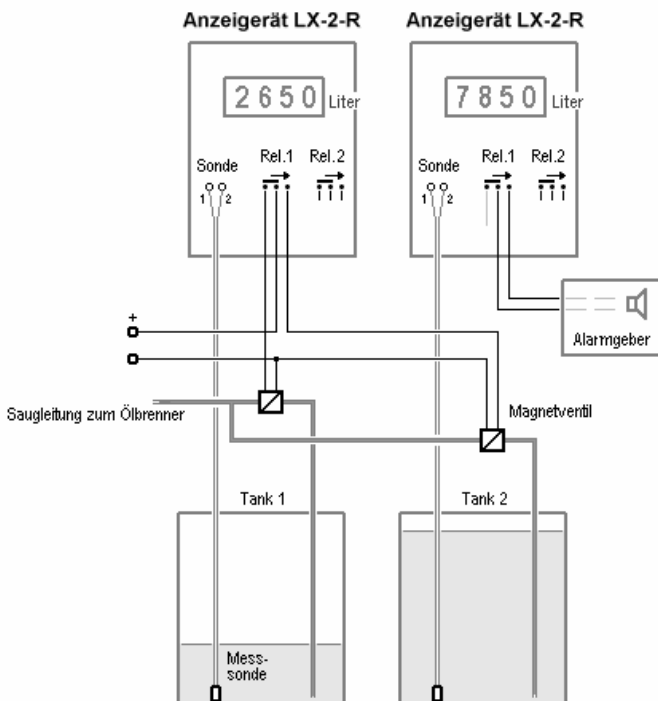 Anzeigerät LX-2-R
Anzeigerät LX-2-R
2650 Liter
7850 Liter
Sonde
Rel.1
Rel.2
1 2
Sonde
Rel.1
Rel.2
1 2
+
Alarmgeber
Saugleitung zum Ölbrenner
Magnetventil
Tank 1
Tank 2
Mess-
sonde